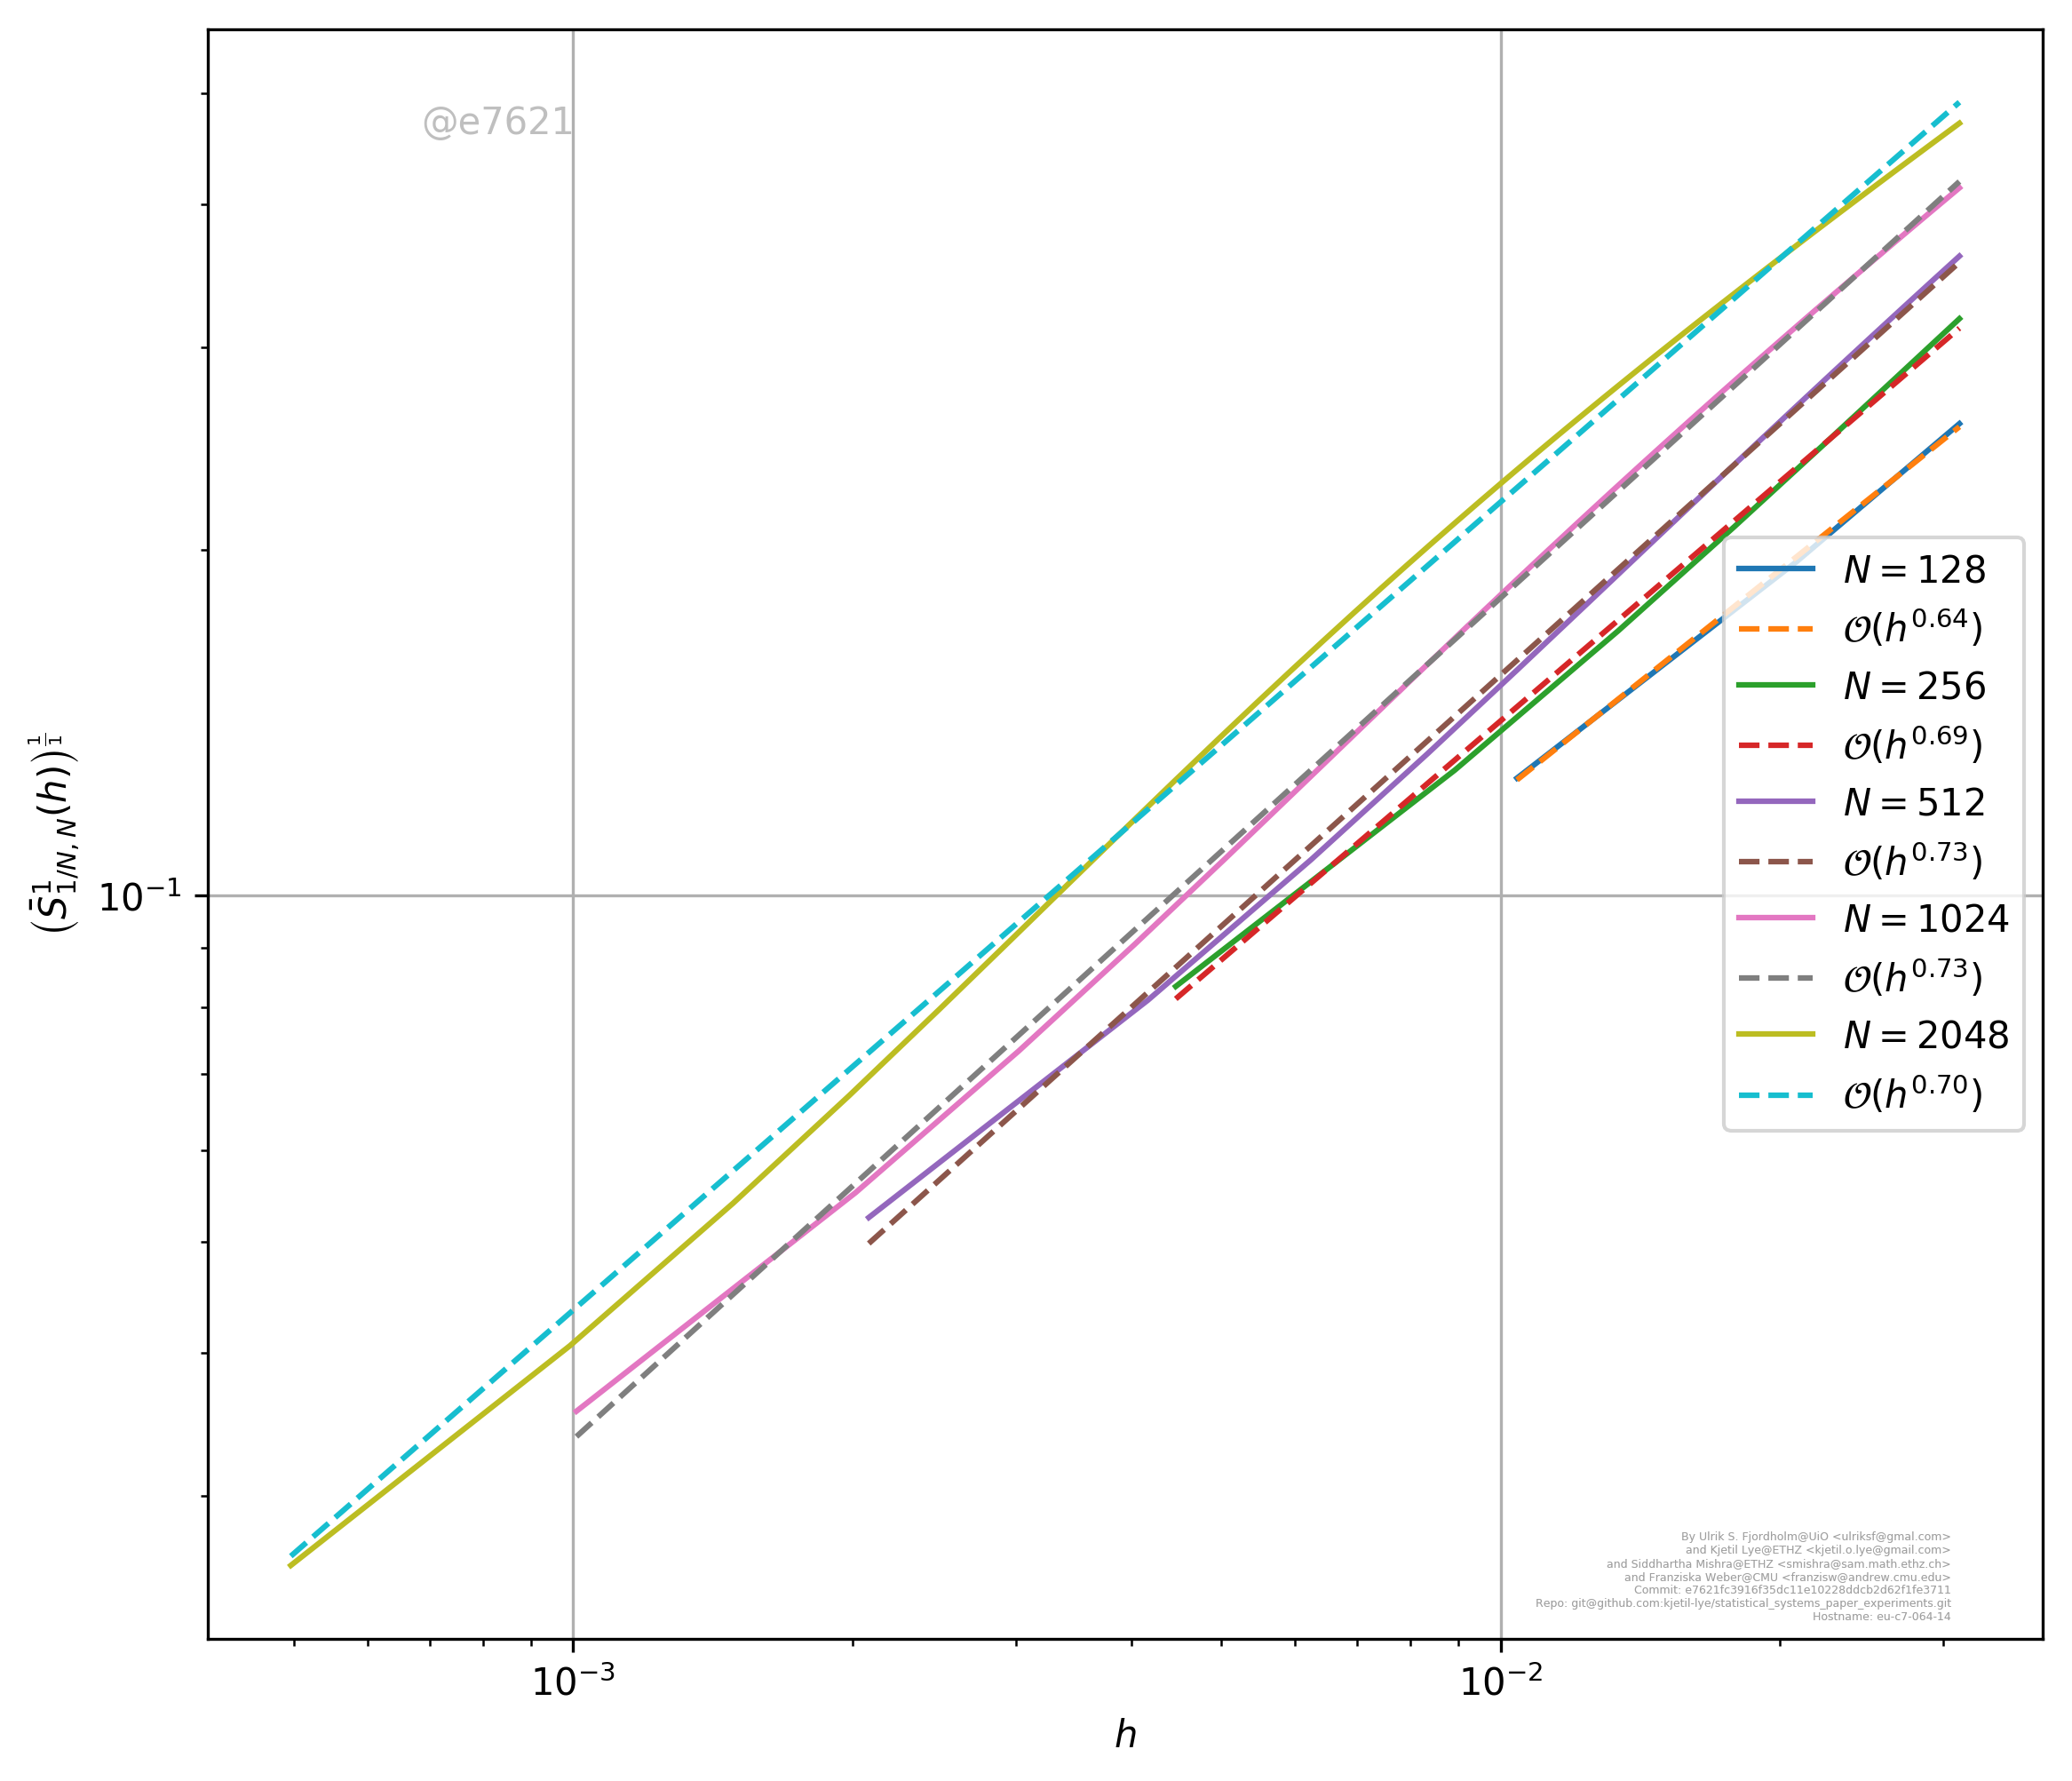 @e7621
(S̄¹₁/N, N(h))^(1/1)
10⁻¹
N = 128
𝒪(h^0.64)
N = 256
𝒪(h^0.69)
N = 512
𝒪(h^0.73)
N = 1024
𝒪(h^0.73)
N = 2048
𝒪(h^0.70)
By Ulrik S. Fjordholm@UiO <ulriksf@gmal.com>
and Kjetil Lye@ETHZ <kjetil.o.lye@gmail.com>
and Siddhartha Mishra@ETHZ <smishra@sam.math.ethz.ch>
and Franziska Weber@CMU <franzisw@andrew.cmu.edu>
Commit: e7621fc3916f35dc11e10228ddcb2d62f1fe3711
Repo: git@github.com:kjetil-lye/statistical_systems_paper_experiments.git
Hostname: eu-c7-064-14
10⁻³
10⁻²
h